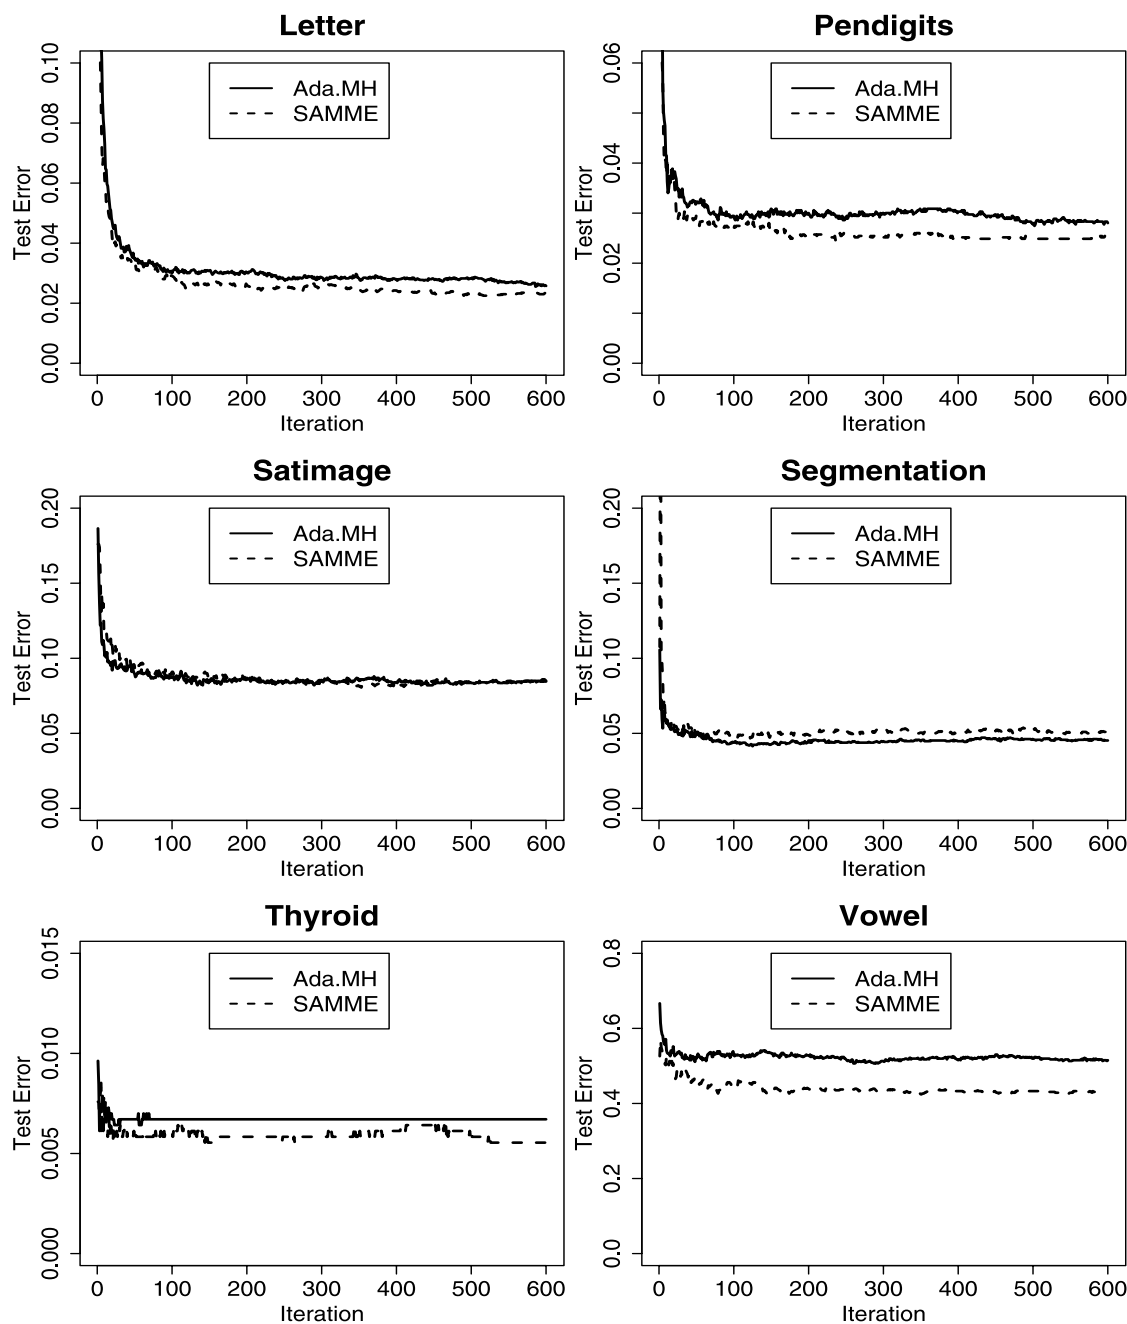 Letter
Test Error
0.10
0.08
0.06
0.04
0.02
0.00
Ada.MH
SAMME
0 100 200 300 400 500 600
Iteration
Pendigits
Test Error
0.06
0.04
0.02
0.00
Ada.MH
SAMME
0 100 200 300 400 500 600
Iteration
Satimage
Test Error
0.20
0.15
0.10
0.05
0.00
Ada.MH
SAMME
0 100 200 300 400 500 600
Iteration
Segmentation
Test Error
0.20
0.15
0.10
0.05
0.00
Ada.MH
SAMME
0 100 200 300 400 500 600
Iteration
Thyroid
Test Error
0.015
0.010
0.005
0.000
Ada.MH
SAMME
0 100 200 300 400 500 600
Iteration
Vowel
Test Error
0.8
0.6
0.4
0.2
0.0
Ada.MH
SAMME
0 100 200 300 400 500 600
Iteration